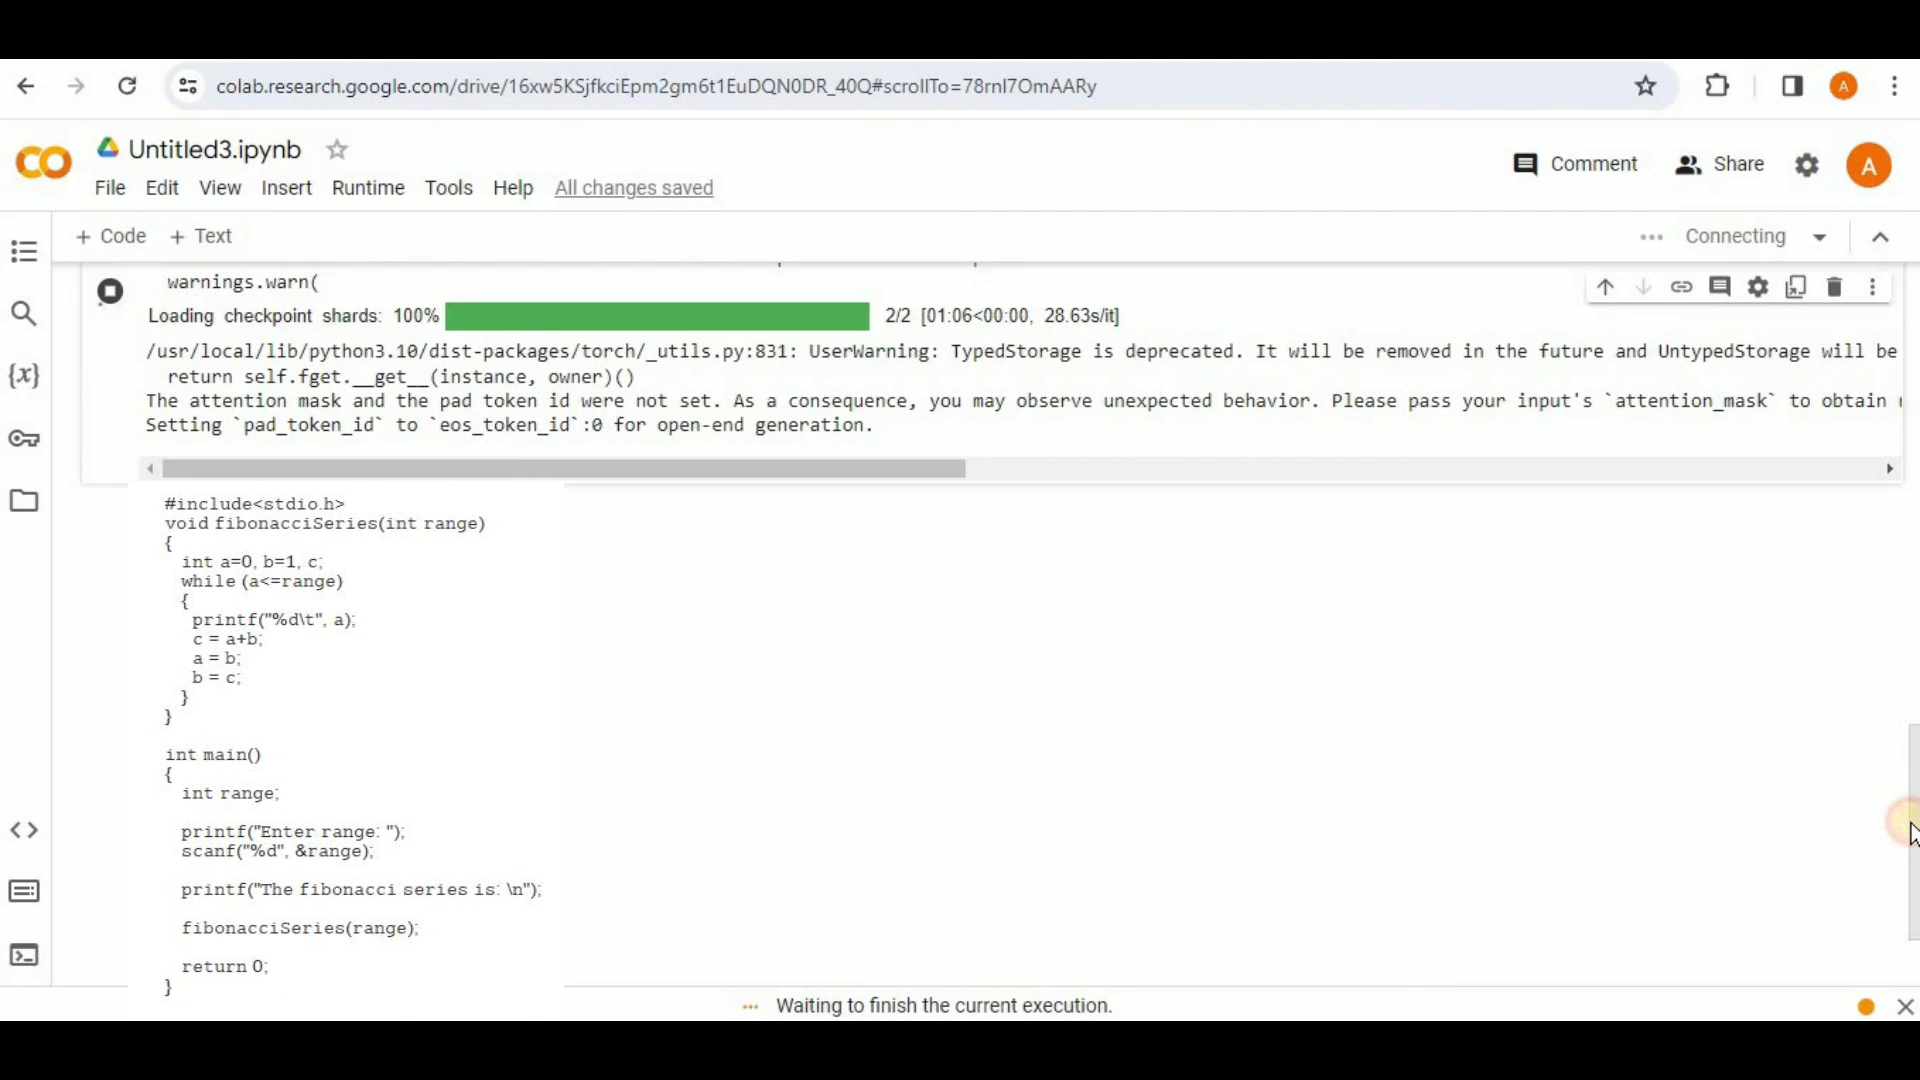 colab.research.google.com/drive/16xw5KSjfkciEpm2gm6t1EuDQN0DR_40Q#scrollTo=78rnI7OmAARy
A
CO
Untitled3.ipynb
Comment
Share
A
File Edit View Insert Runtime Tools Help All changes saved
+ Code + Text
Connecting
warnings.warn(
Loading checkpoint shards: 100% 2/2 [01:06<00:00, 28.63s/it]
/usr/local/lib/python3.10/dist-packages/torch/_utils.py:831: UserWarning: TypedStorage is deprecated. It will be removed in the future and UntypedStorage will be
return self.fget.__get__(instance, owner)()
The attention mask and the pad token id were not set. As a consequence, you may observe unexpected behavior. Please pass your input's `attention_mask` to obtain
Setting `pad_token_id` to `eos_token_id`:0 for open-end generation.
#include<stdio.h>
void fibonacciSeries(int range)
{
int a=0, b=1, c;
while (a<=range)
{
printf("%d\t", a);
c = a+b;
a = b;
b = c;
}
}
int main()
{
int range;
printf("Enter range: ");
scanf("%d", &range);
printf("The fibonacci series is: \n");
fibonacciSeries(range);
return 0;
}
Waiting to finish the current execution.